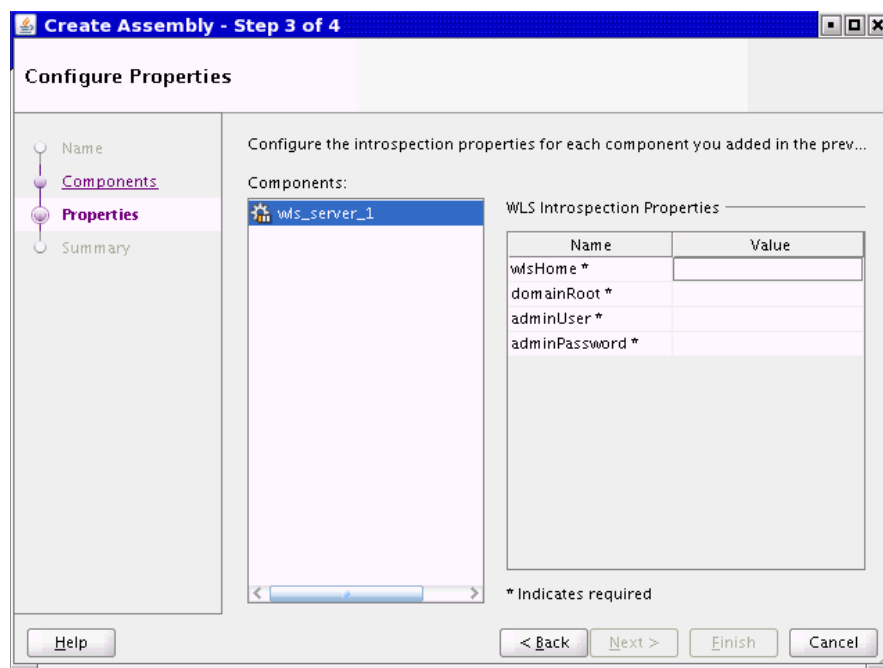 Create Assembly - Step 3 of 4
Configure Properties
Name
Components
Properties
Summary
Configure the introspection properties for each component you added in the prev...
Components:
wls_server_1
WLS Introspection Properties
Name Value
wlsHome *
domainRoot *
adminUser *
adminPassword *
* Indicates required
Help < Back Next > Finish Cancel